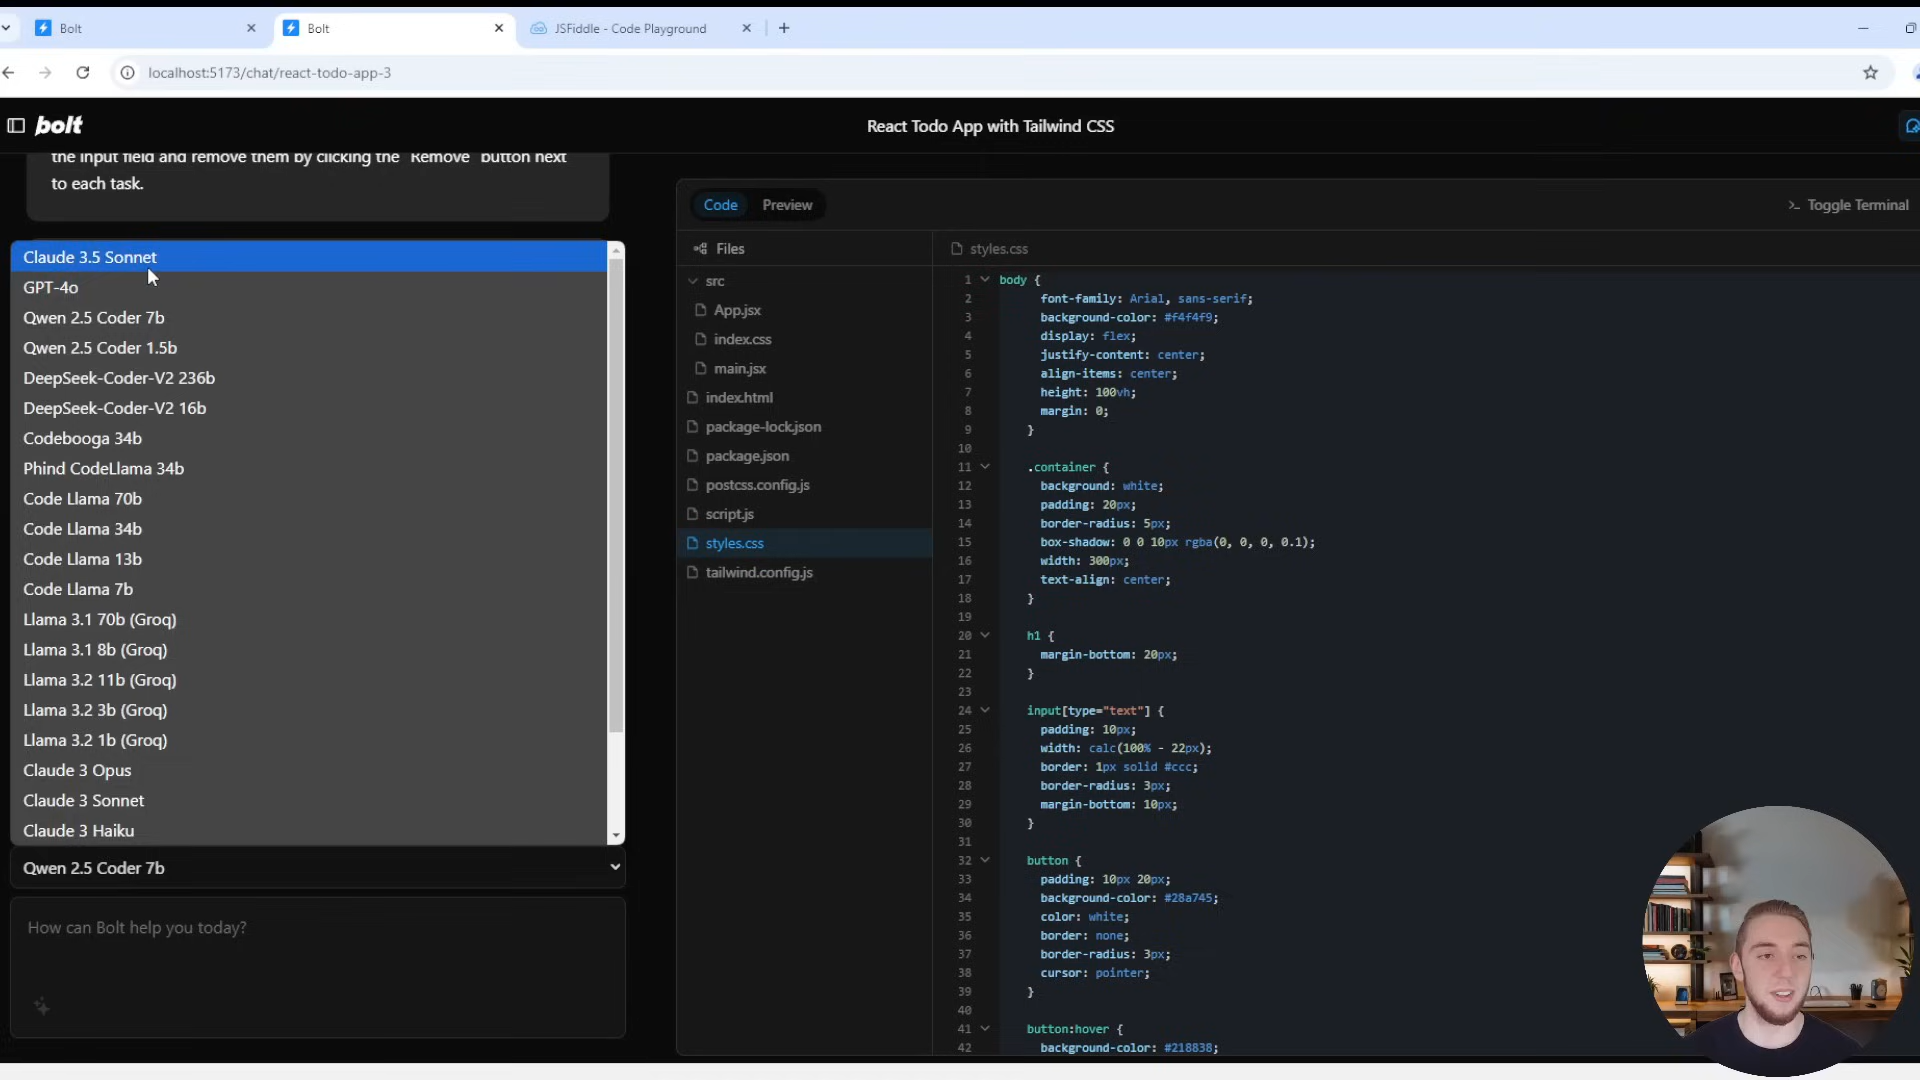 Bolt
Bolt
JSFiddle - Code Playground
localhost:5173/chat/react-todo-app-3
bolt
React Todo App with Tailwind CSS
the input field and remove them by clicking the "Remove" button next
to each task.
Claude 3.5 Sonnet
GPT-4o
Qwen 2.5 Coder 7b
Qwen 2.5 Coder 1.5b
DeepSeek-Coder-V2 236b
DeepSeek-Coder-V2 16b
Codebooga 34b
Phind CodeLlama 34b
Code Llama 70b
Code Llama 34b
Code Llama 13b
Code Llama 7b
Llama 3.1 70b (Groq)
Llama 3.1 8b (Groq)
Llama 3.2 11b (Groq)
Llama 3.2 3b (Groq)
Llama 3.2 1b (Groq)
Claude 3 Opus
Claude 3 Sonnet
Claude 3 Haiku
Qwen 2.5 Coder 7b
How can Bolt help you today?
Code Preview
>_ Toggle Terminal
Files
src
App.jsx
index.css
main.jsx
index.html
package-lock.json
package.json
postcss.config.js
script.js
styles.css
tailwind.config.js
styles.css
1 body {
2 font-family: Arial, sans-serif;
3 background-color: #f4f4f9;
4 display: flex;
5 justify-content: center;
6 align-items: center;
7 height: 100vh;
8 margin: 0;
9 }
10
11 .container {
12 background: white;
13 padding: 20px;
14 border-radius: 5px;
15 box-shadow: 0 0 10px rgba(0, 0, 0, 0.1);
16 width: 300px;
17 text-align: center;
18 }
19
20 h1 {
21 margin-bottom: 20px;
22 }
23
24 input[type="text"] {
25 padding: 10px;
26 width: calc(100% - 22px);
27 border: 1px solid #ccc;
28 border-radius: 3px;
29 margin-bottom: 10px;
30 }
31
32 button {
33 padding: 10px 20px;
34 background-color: #28a745;
35 color: white;
36 border: none;
37 border-radius: 3px;
38 cursor: pointer;
39 }
40
41 button:hover {
42 background-color: #218838;